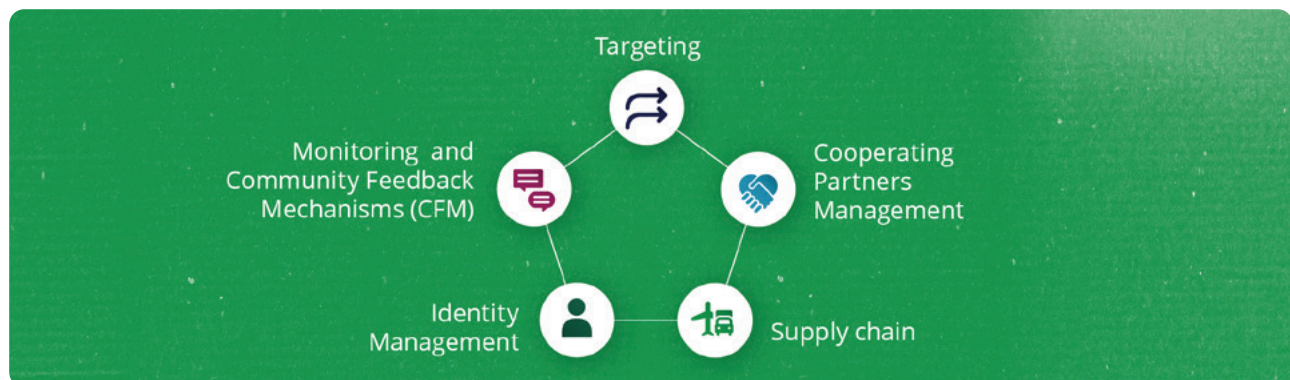 Targeting
Monitoring and
Community Feedback
Mechanisms (CFM)
Cooperating
Partners
Management
Identity
Management
Supply chain